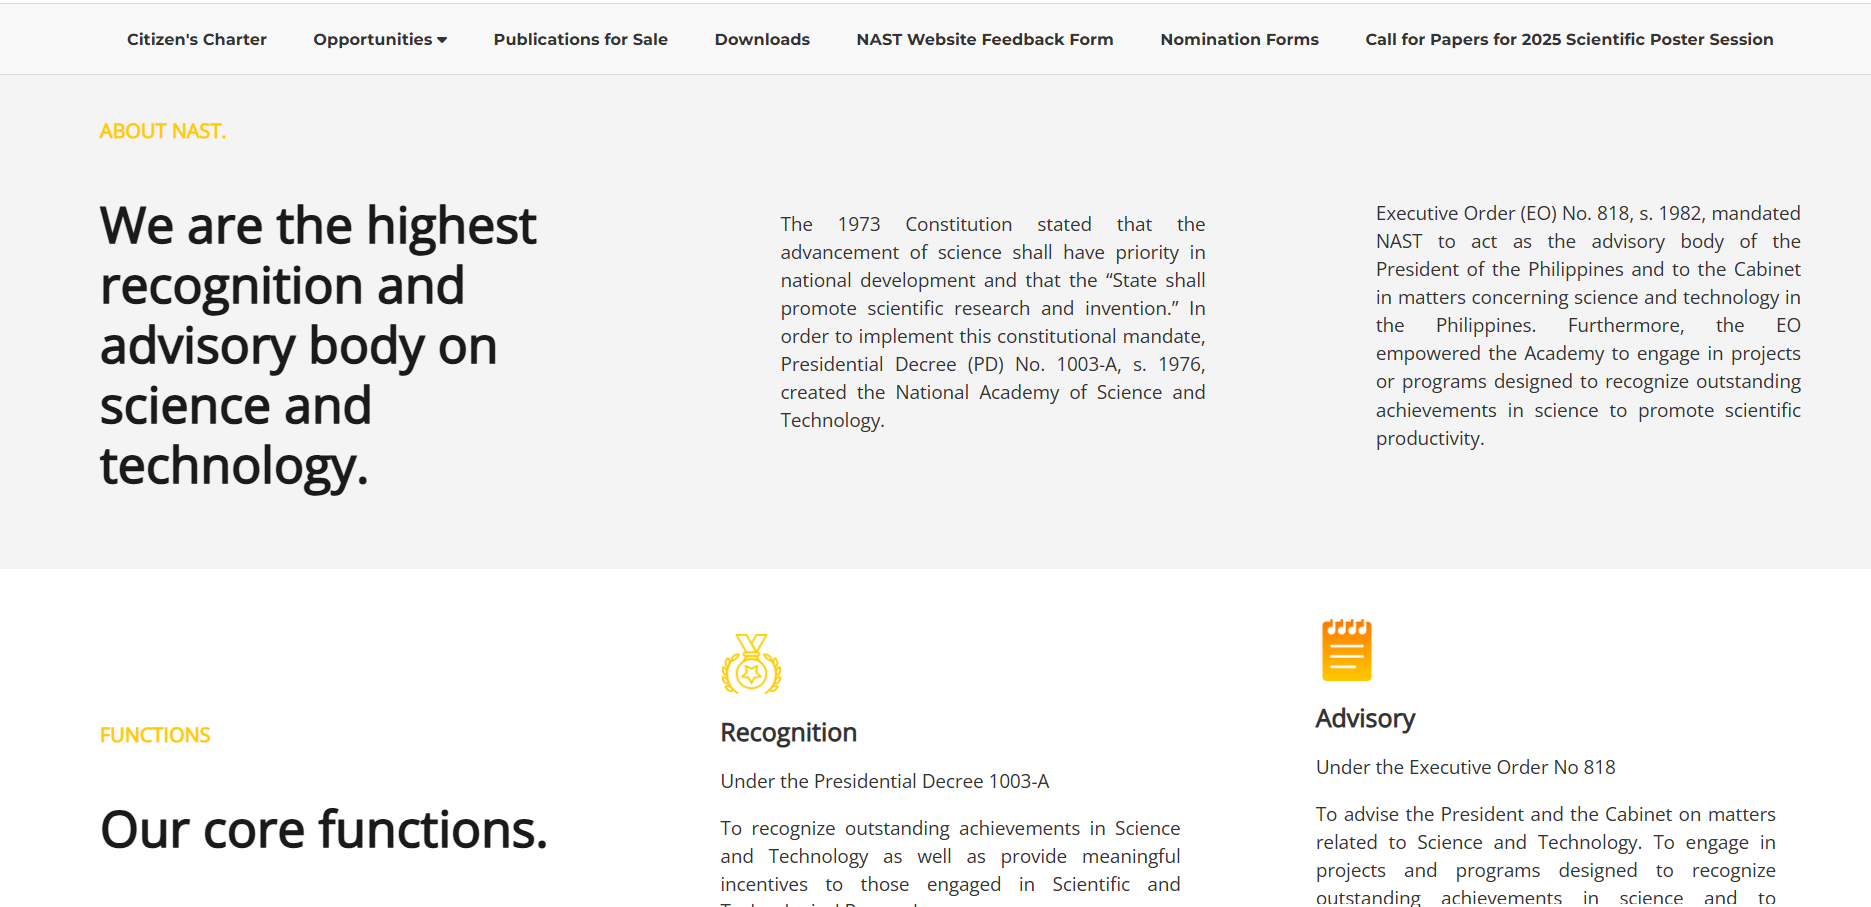 Citizen's Charter Opportunities Publications for Sale Downloads NAST Website Feedback Form Nomination Forms Call for Papers for 2025 Scientific Poster Session
ABOUT NAST.
We are the highest
recognition and
advisory body on
science and
technology.
The 1973 Constitution stated that the
advancement of science shall have priority in
national development and that the “State shall
promote scientific research and invention.” In
order to implement this constitutional mandate,
Presidential Decree (PD) No. 1003-A, s. 1976,
created the National Academy of Science and
Technology.
Executive Order (EO) No. 818, s. 1982, mandated
NAST to act as the advisory body of the
President of the Philippines and to the Cabinet
in matters concerning science and technology in
the Philippines. Furthermore, the EO
empowered the Academy to engage in projects
or programs designed to recognize outstanding
achievements in science to promote scientific
productivity.
FUNCTIONS
Our core functions.
Recognition
Under the Presidential Decree 1003-A
To recognize outstanding achievements in Science
and Technology as well as provide meaningful
incentives to those engaged in Scientific and
Advisory
Under the Executive Order No 818
To advise the President and the Cabinet on matters
related to Science and Technology. To engage in
projects and programs designed to recognize
outstanding achievements in science and to